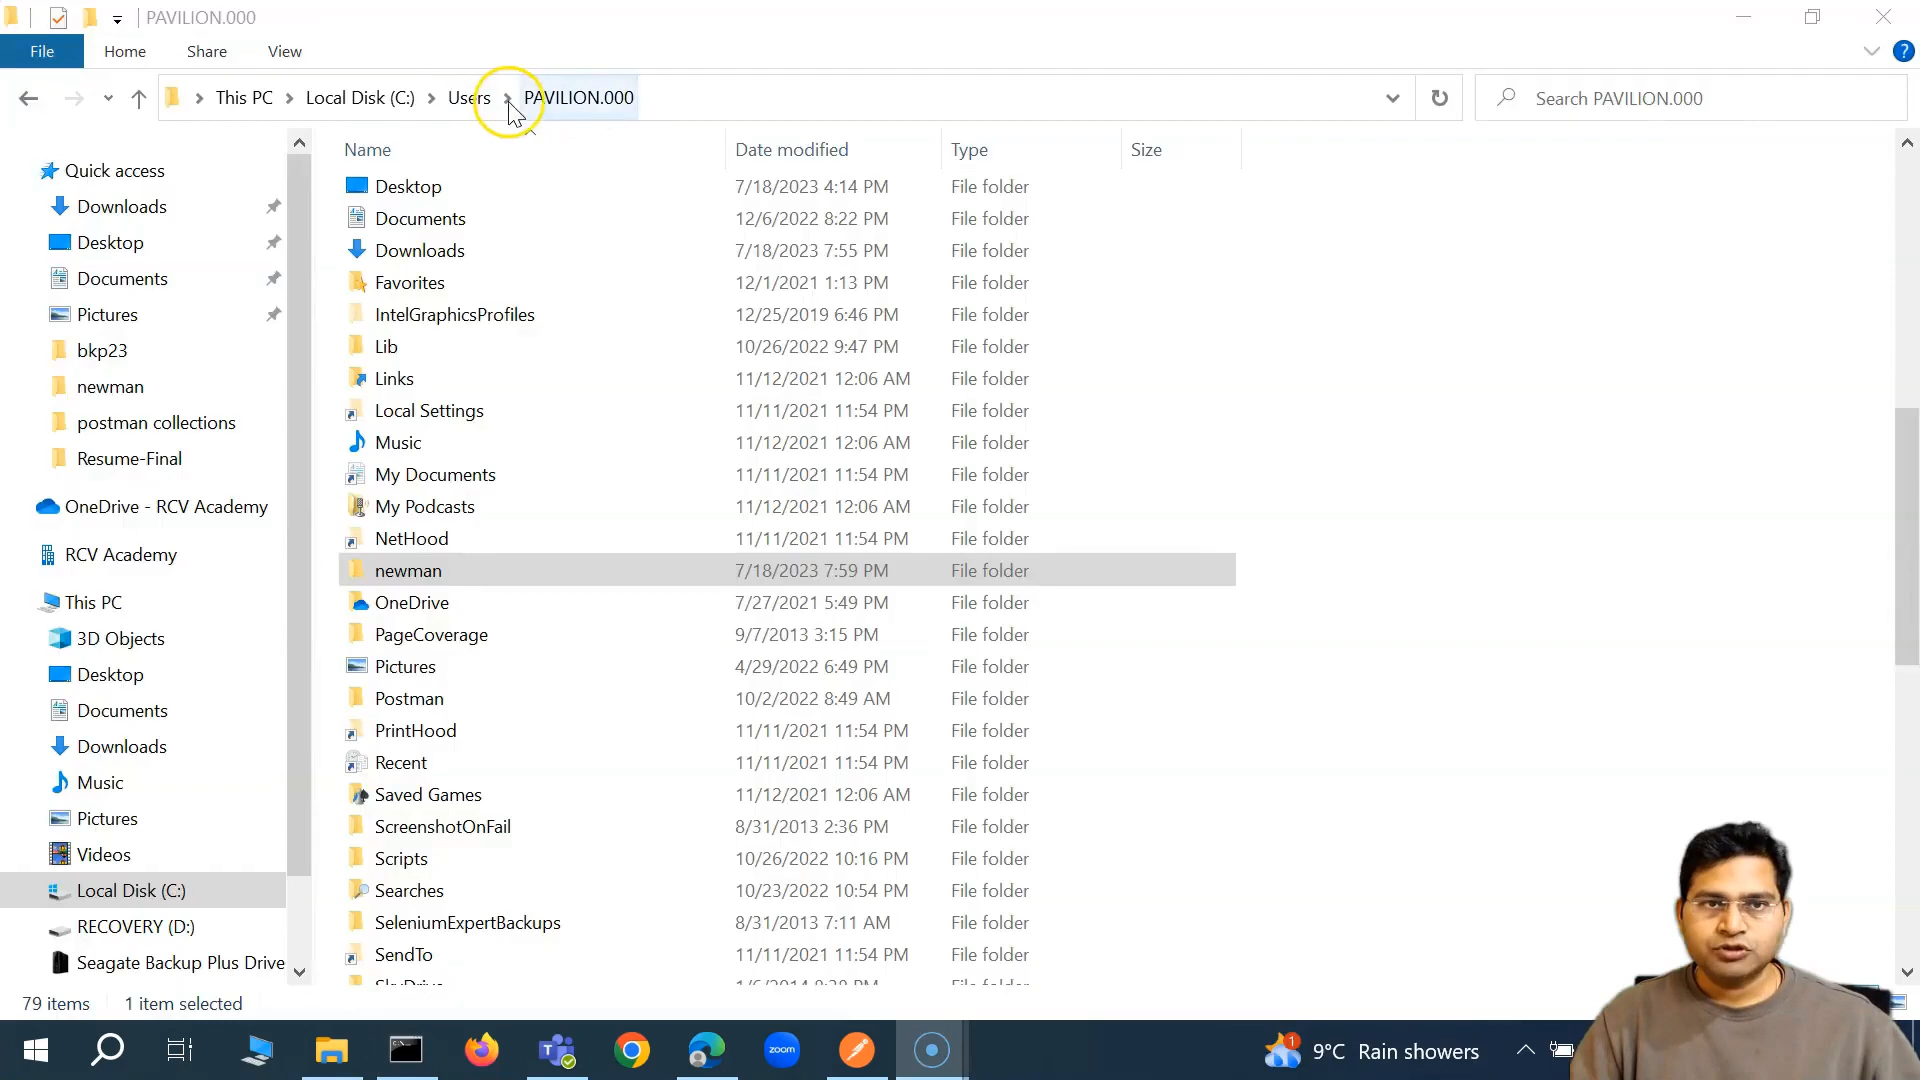 PAVILION.000
File Home Share View
This PC Local Disk (C:) Users PAVILION.000 Search PAVILION.000
Name Date modified Type Size
Quick access
Downloads
Desktop
Documents
Pictures
bkp23
newman
postman collections
Resume-Final
OneDrive - RCV Academy
RCV Academy
This PC
3D Objects
Desktop
Documents
Downloads
Music
Pictures
Videos
Local Disk (C:)
RECOVERY (D:)
Seagate Backup Plus Drive
Desktop 7/18/2023 4:14 PM File folder
Documents 12/6/2022 8:22 PM File folder
Downloads 7/18/2023 7:55 PM File folder
Favorites 12/1/2021 1:13 PM File folder
IntelGraphicsProfiles 12/25/2019 6:46 PM File folder
Lib 10/26/2022 9:47 PM File folder
Links 11/12/2021 12:06 AM File folder
Local Settings 11/11/2021 11:54 PM File folder
Music 11/12/2021 12:06 AM File folder
My Documents 11/11/2021 11:54 PM File folder
My Podcasts 11/12/2021 12:06 AM File folder
NetHood 11/11/2021 11:54 PM File folder
newman 7/18/2023 7:59 PM File folder
OneDrive 7/27/2021 5:49 PM File folder
PageCoverage 9/7/2013 3:15 PM File folder
Pictures 4/29/2022 6:49 PM File folder
Postman 10/2/2022 8:49 AM File folder
PrintHood 11/11/2021 11:54 PM File folder
Recent 11/11/2021 11:54 PM File folder
Saved Games 11/12/2021 12:06 AM File folder
ScreenshotOnFail 8/31/2013 2:36 PM File folder
Scripts 10/26/2022 10:16 PM File folder
Searches 10/23/2022 10:54 PM File folder
SeleniumExpertBackups 8/31/2013 7:11 AM File folder
SendTo 11/11/2021 11:54 PM File folder
79 items 1 item selected
zoom
1
9°C Rain showers